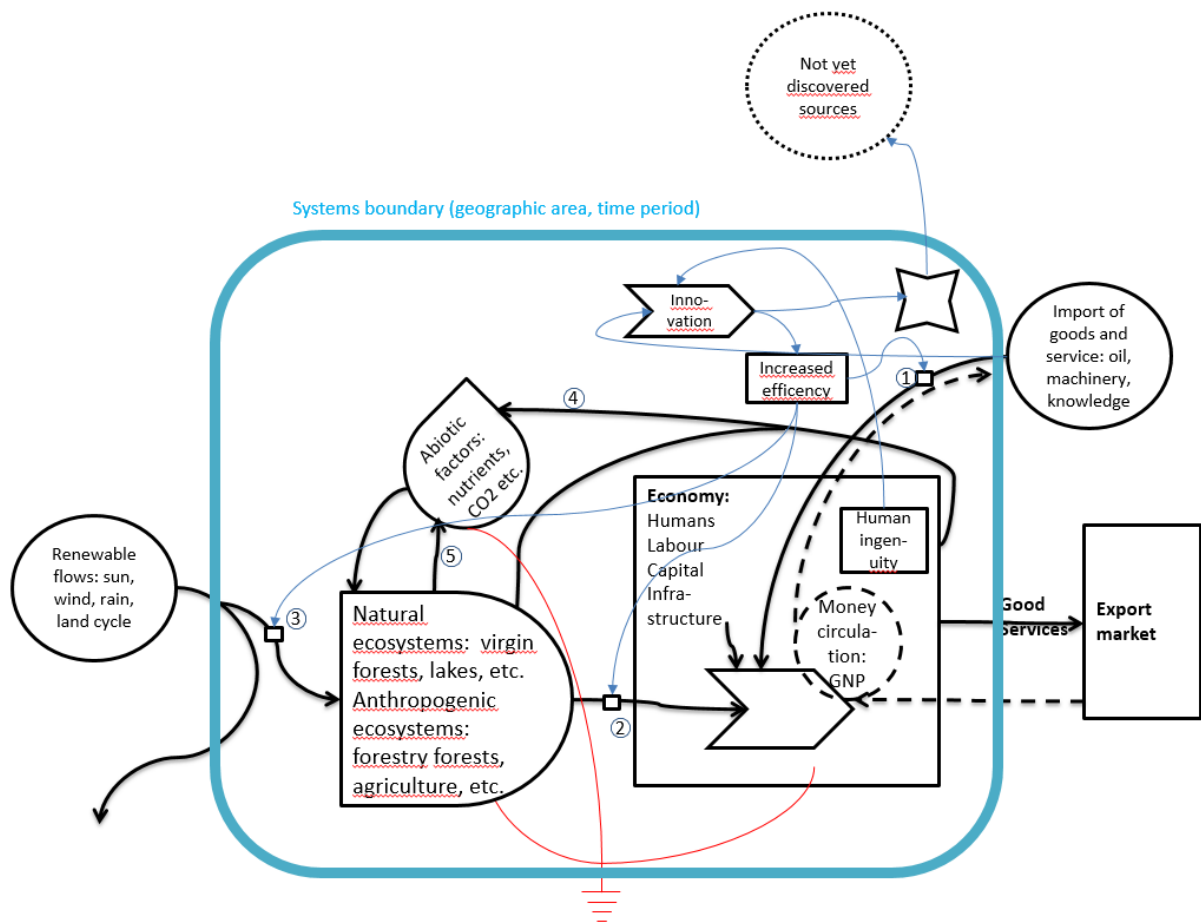 Not yet
discovered
sources
Systems boundary (geographic area, time period)
Inno-
vation
Import of
goods and
service: oil,
machinery,
knowledge
Increased
efficency
1
4
Abiotic
factors:
nutrients,
CO2 etc.
Economy:
Humans
Labour
Capital
Infra-
structure
Human
ingen-
uity
Renewable
flows: sun,
wind, rain,
land cycle
5
3
Natural
ecosystems: virgin
forests, lakes, etc.
Anthropogenic
ecosystems:
forestry forests,
agriculture, etc.
2
Money
circula-
tion:
GNP
Good
Services
Export
market